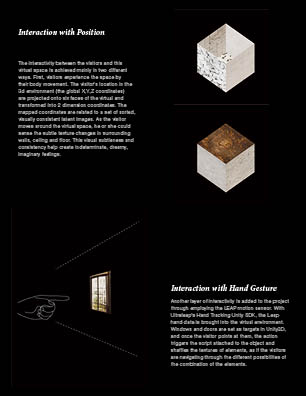 Interaction with Position
The interactivity between the visitors and this
virtual space is achieved mainly in two different
ways. First, visitors experience the space by
their body movement. The visitor's location in the
3d environment (the global X,Y,Z coordinates)
are projected onto six faces of the virtual and
transformed into 2 dimension coordinates. The
mapped coordinates are related to a set of sorted,
visually consistent latent images. As the visitor
moves around the virtual space, he or she could
sense the subtle texture changes in surrounding
walls, ceiling and floor. This visual subtleness and
consistency help create indeterminate, dreamy,
imaginary feelings.
Interaction with Hand Gesture
Another layer of interactivity is added to the project
through employing the LEAP motion sensor. With
Ultraleap's Hand Tracking Unity SDK, the Leap
hand data is brought into the virtual environment.
Windows and doors are set as targets in Unity3D,
and once the visitor points at them, the action
triggers the script attached to the object and
shuffles the textures of elements, as if the visitors
are navigating through the different possibilities of
the combination of the elements.